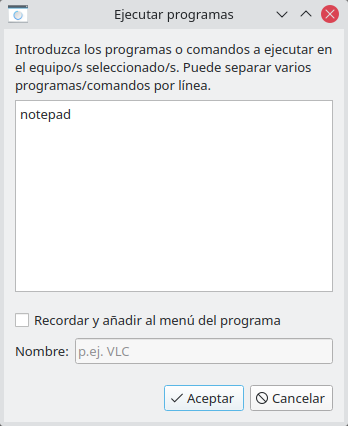 Ejecutar programas
Introduzca los programas o comandos a ejecutar en
el equipo/s seleccionado/s. Puede separar varios
programas/comandos por línea.
notepad
Recordar y añadir al menú del programa
Nombre: p.ej. VLC
Aceptar Cancelar